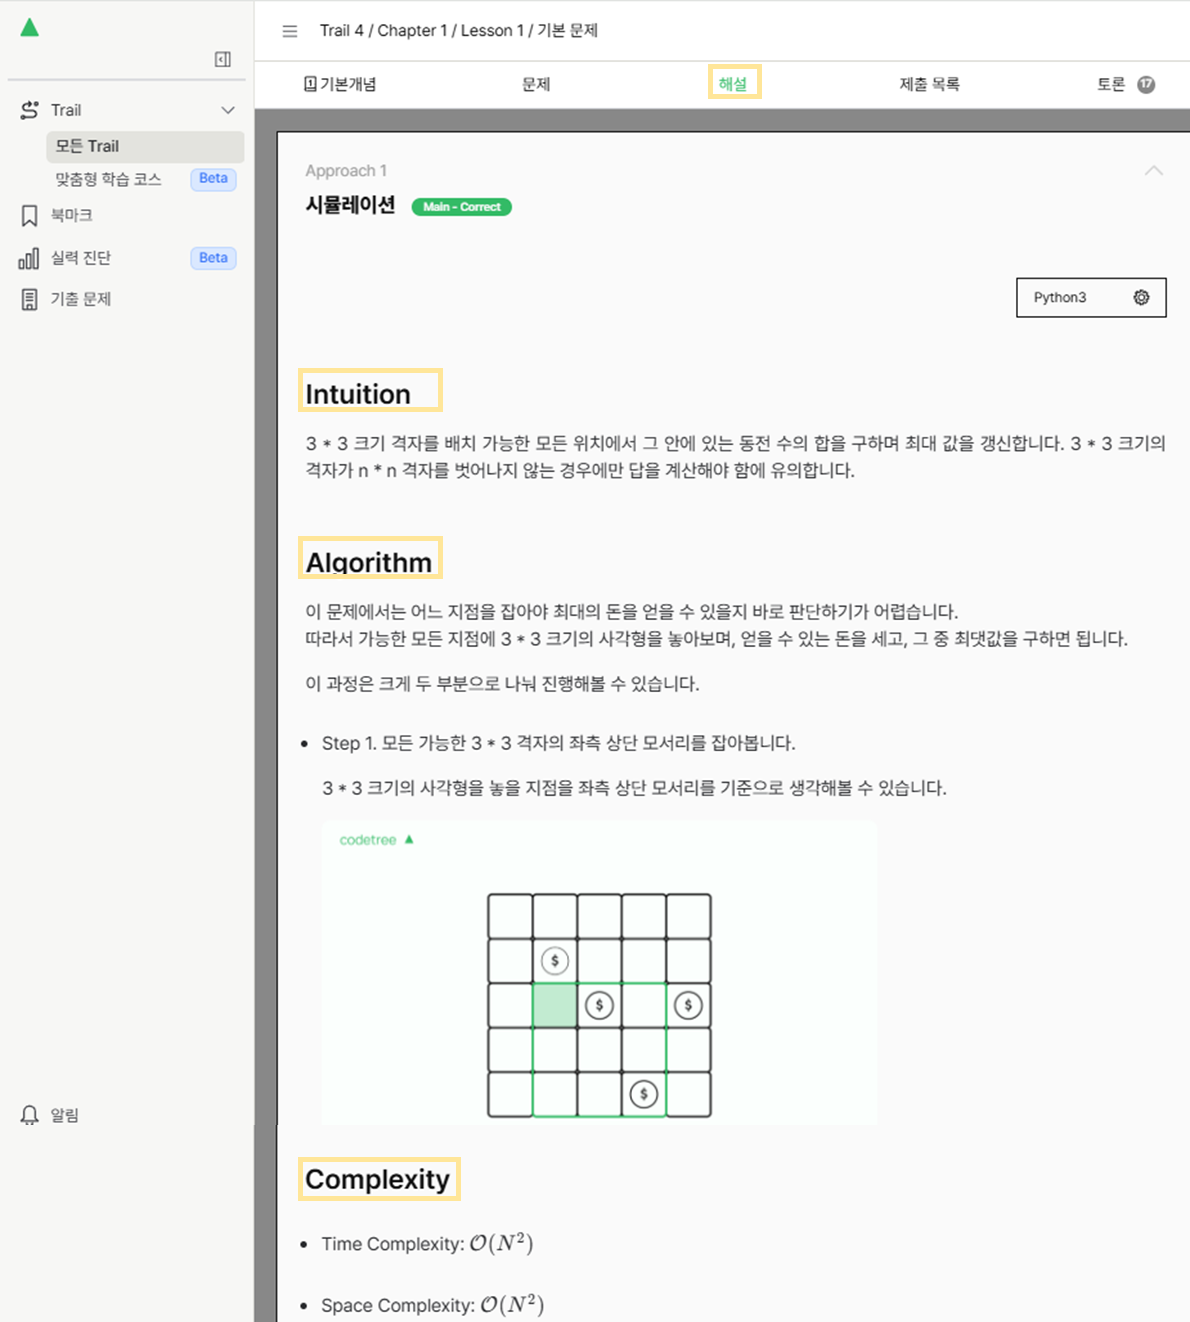 Trail 4 / Chapter 1 / Lesson 1 / 기본 문제
1 기본개념
문제
해설
제출 목록
토론 17
Trail
모든 Trail
맞춤형 학습 코스 Beta
북마크
실력 진단 Beta
기출 문제
알림
Approach 1
시뮬레이션 Main - Correct
Python3
Intuition
3 * 3 크기 격자를 배치 가능한 모든 위치에서 그 안에 있는 동전 수의 합을 구하며 최대 값을 갱신합니다. 3 * 3 크기의
격자가 n * n 격자를 벗어나지 않는 경우에만 답을 계산해야 함에 유의합니다.
Algorithm
이 문제에서는 어느 지점을 잡아야 최대의 돈을 얻을 수 있을지 바로 판단하기가 어렵습니다.
따라서 가능한 모든 지점에 3 * 3 크기의 사각형을 놓아보며, 얻을 수 있는 돈을 세고, 그 중 최댓값을 구하면 됩니다.
이 과정은 크게 두 부분으로 나눠 진행해볼 수 있습니다.
• Step 1. 모든 가능한 3 * 3 격자의 좌측 상단 모서리를 잡아봅니다.
3 * 3 크기의 사각형을 놓을 지점을 좌측 상단 모서리를 기준으로 생각해볼 수 있습니다.
codetree
$
$ $
$
Complexity
• Time Complexity: O(N²)
• Space Complexity: O(N²)